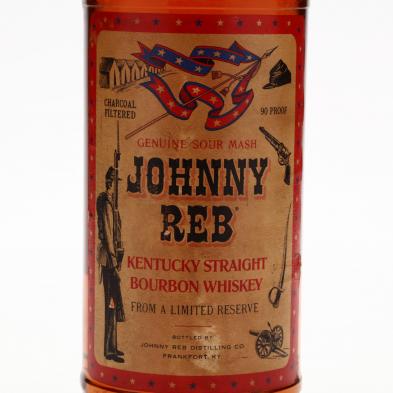 CHARCOAL
FILTERED
90 PROOF
GENUINE SOUR MASH
JOHNNY
REB
KENTUCKY STRAIGHT
BOURBON WHISKEY
FROM A LIMITED RESERVE
BOTTLED BY
JOHNNY REB DISTILLING CO.
FRANKFORT, KY.